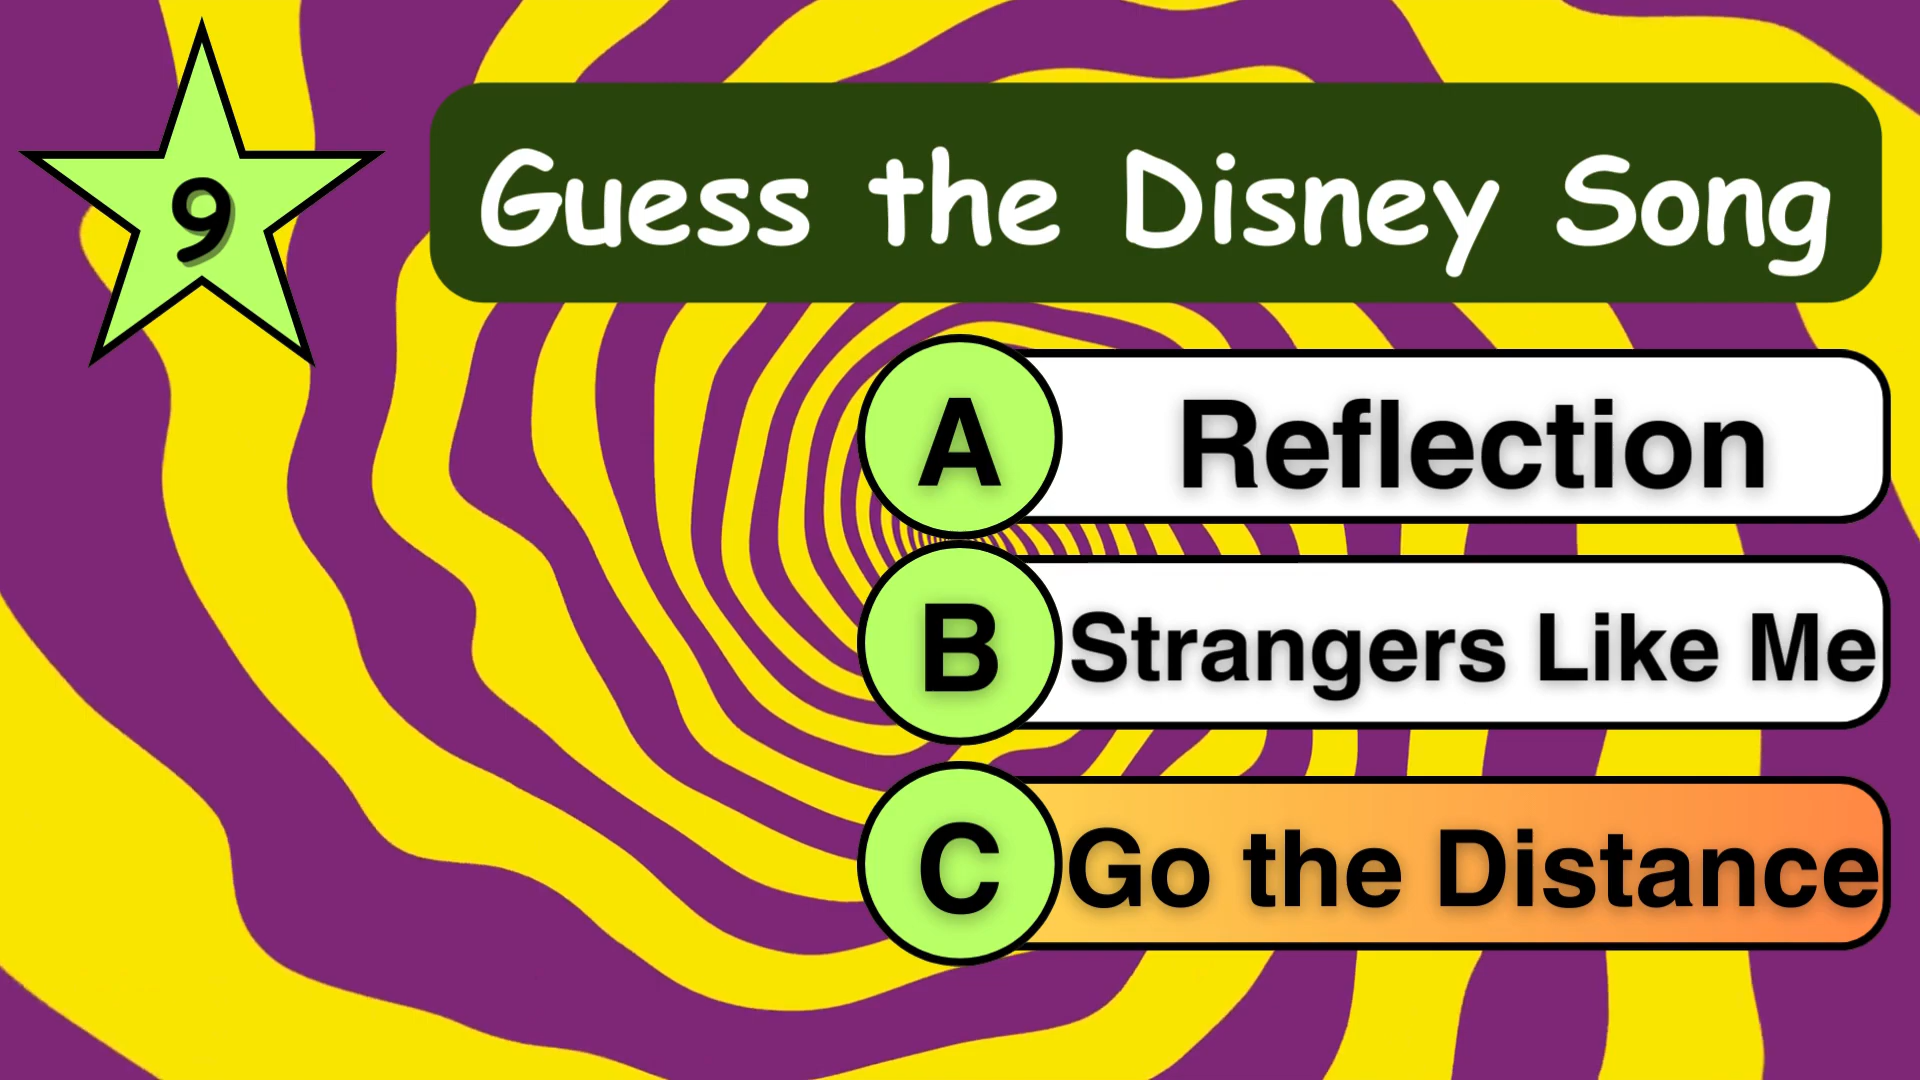 9
Guess the Disney Song
A Reflection
B Strangers Like Me
C Go the Distance